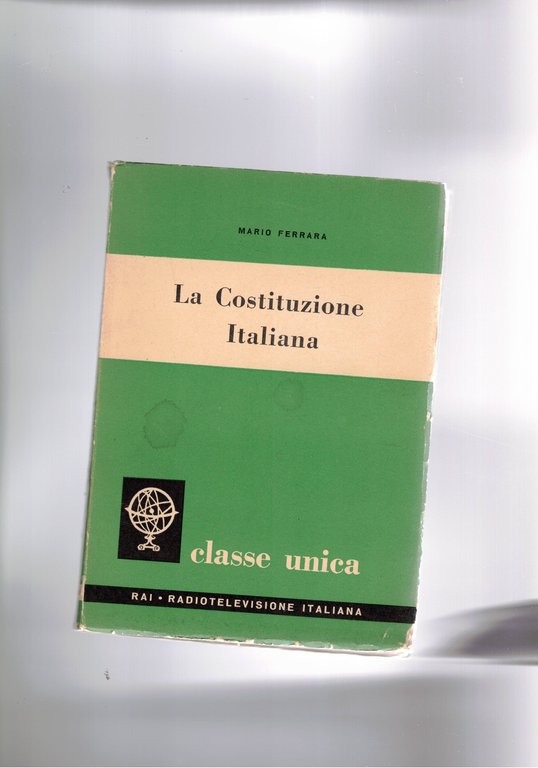 MARIO FERRARA
La Costituzione
Italiana
classe unica
RAI • RADIOTELEVISIONE ITALIANA